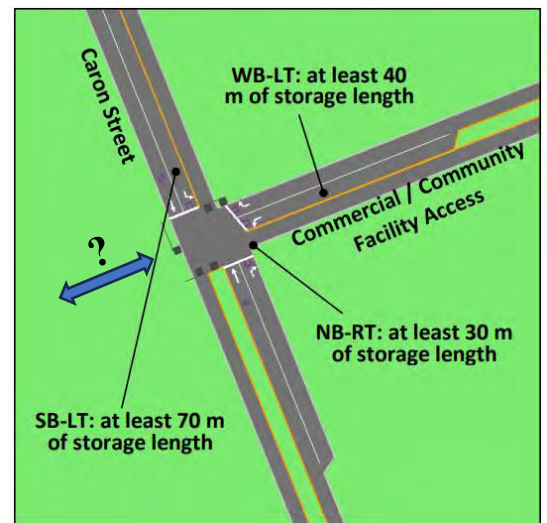 Caron Street
WB-LT: at least 40
m of storage length
Commercial / Community
Facility Access
?
NB-RT: at least 30 m
of storage length
SB-LT: at least 70 m
of storage length